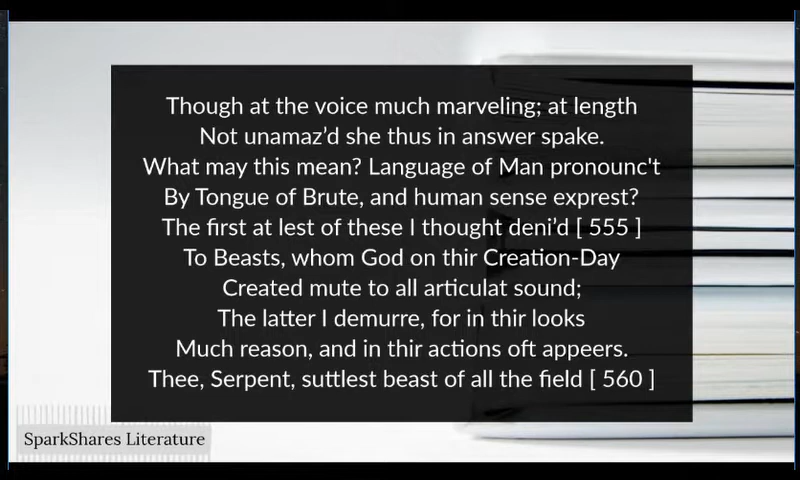 Though at the voice much marveling; at length
Not unamaz’d she thus in answer spake.
What may this mean? Language of Man pronounc't
By Tongue of Brute, and human sense exprest?
The first at lest of these I thought deni’d [ 555 ]
To Beasts, whom God on thir Creation-Day
Created mute to all articulat sound;
The latter I demurre, for in thir looks
Much reason, and in thir actions oft appeers.
Thee, Serpent, suttlest beast of all the field [ 560 ]
SparkShares Literature